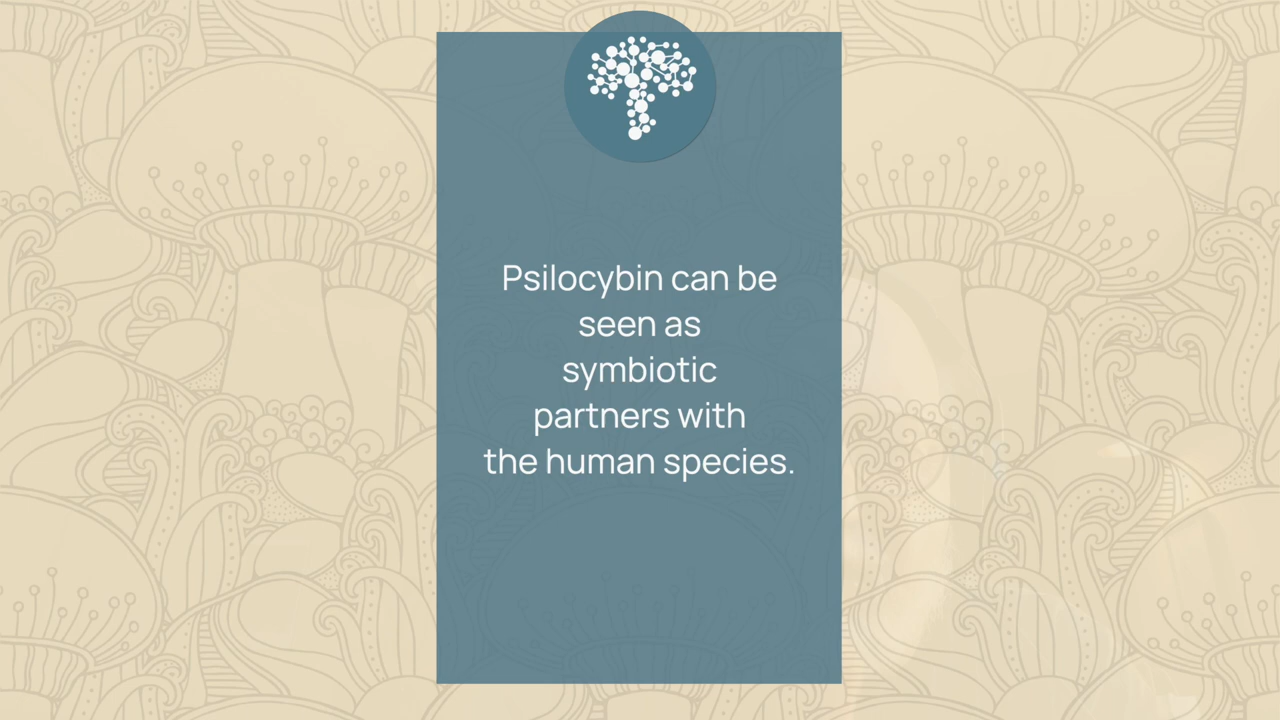 Psilocybin can be
seen as
symbiotic
partners with
the human species.